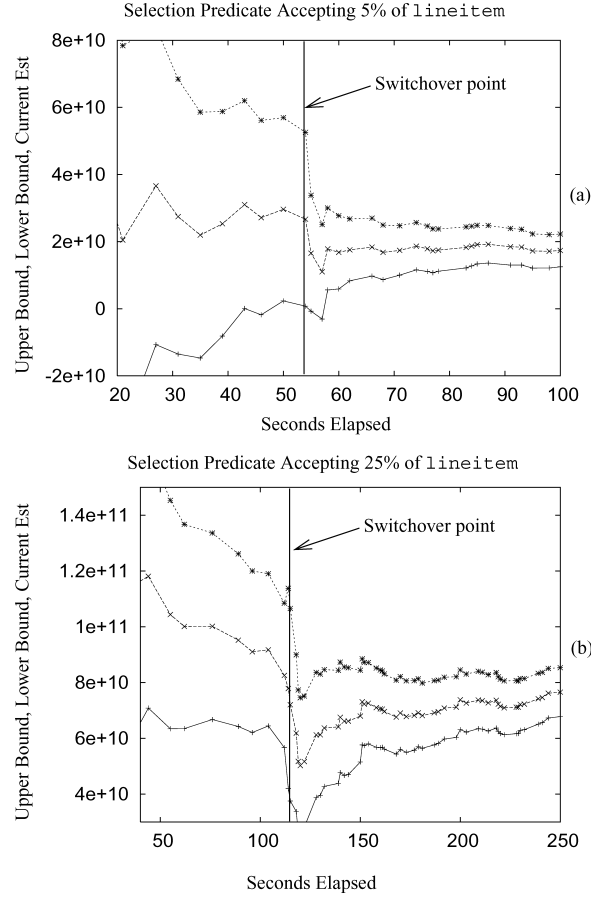 Selection Predicate Accepting 5% of lineitem
Upper Bound, Lower Bound, Current Est
8e+10
6e+10
4e+10
2e+10
0
-2e+10
Switchover point
(a)
20 30 40 50 60 70 80 90 100
Seconds Elapsed
Selection Predicate Accepting 25% of lineitem
Upper Bound, Lower Bound, Current Est
1.4e+11
1.2e+11
1e+11
8e+10
6e+10
4e+10
Switchover point
(b)
50 100 150 200 250
Seconds Elapsed